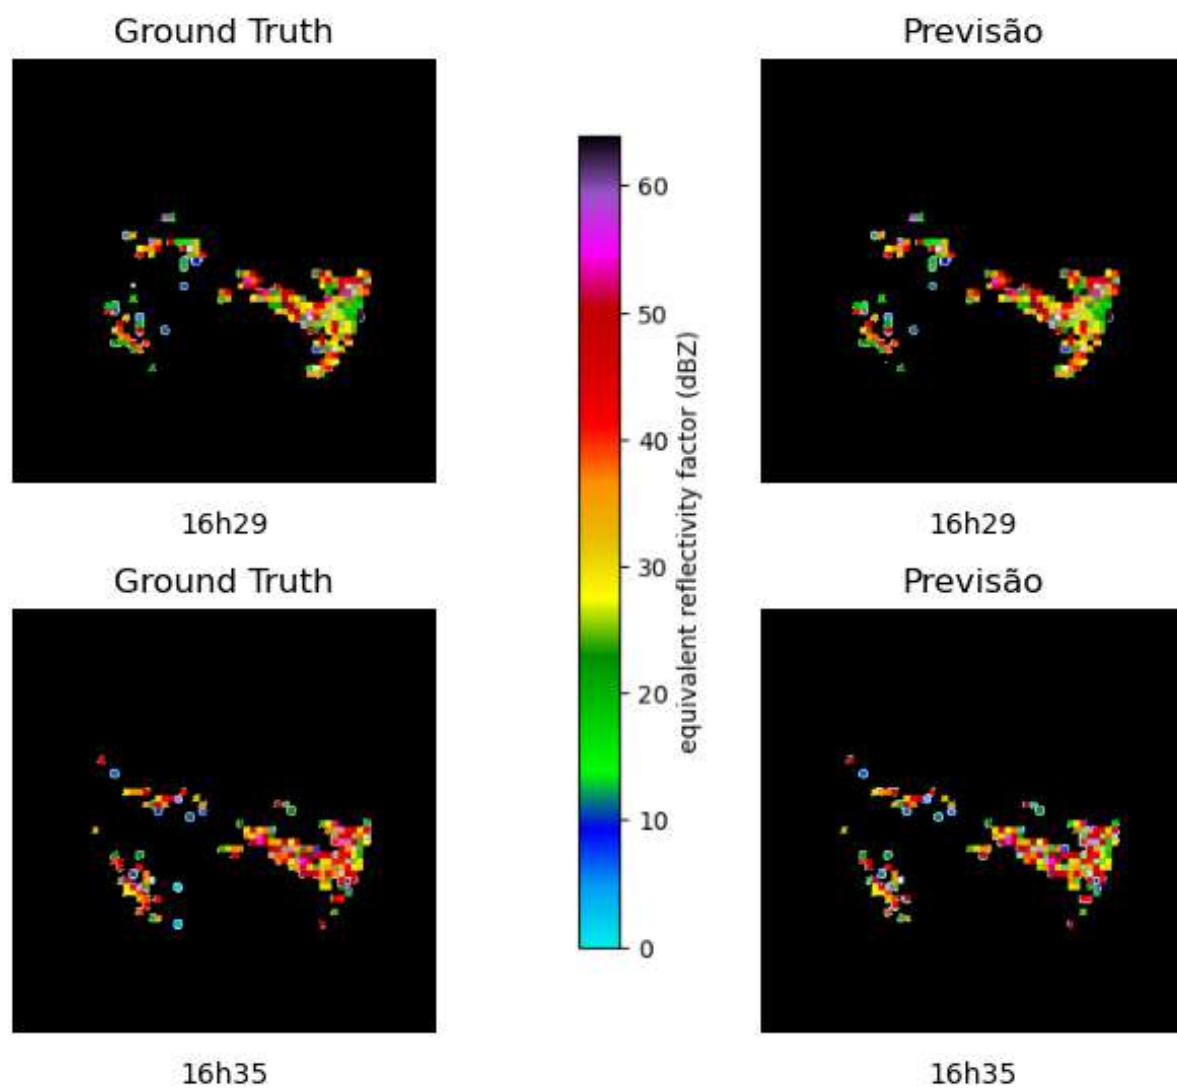 Ground Truth
Previsão
60
50
40
30
20
10
0
equivalent reflectivity factor (dBZ)
16h29
16h29
Ground Truth
Previsão
16h35
16h35